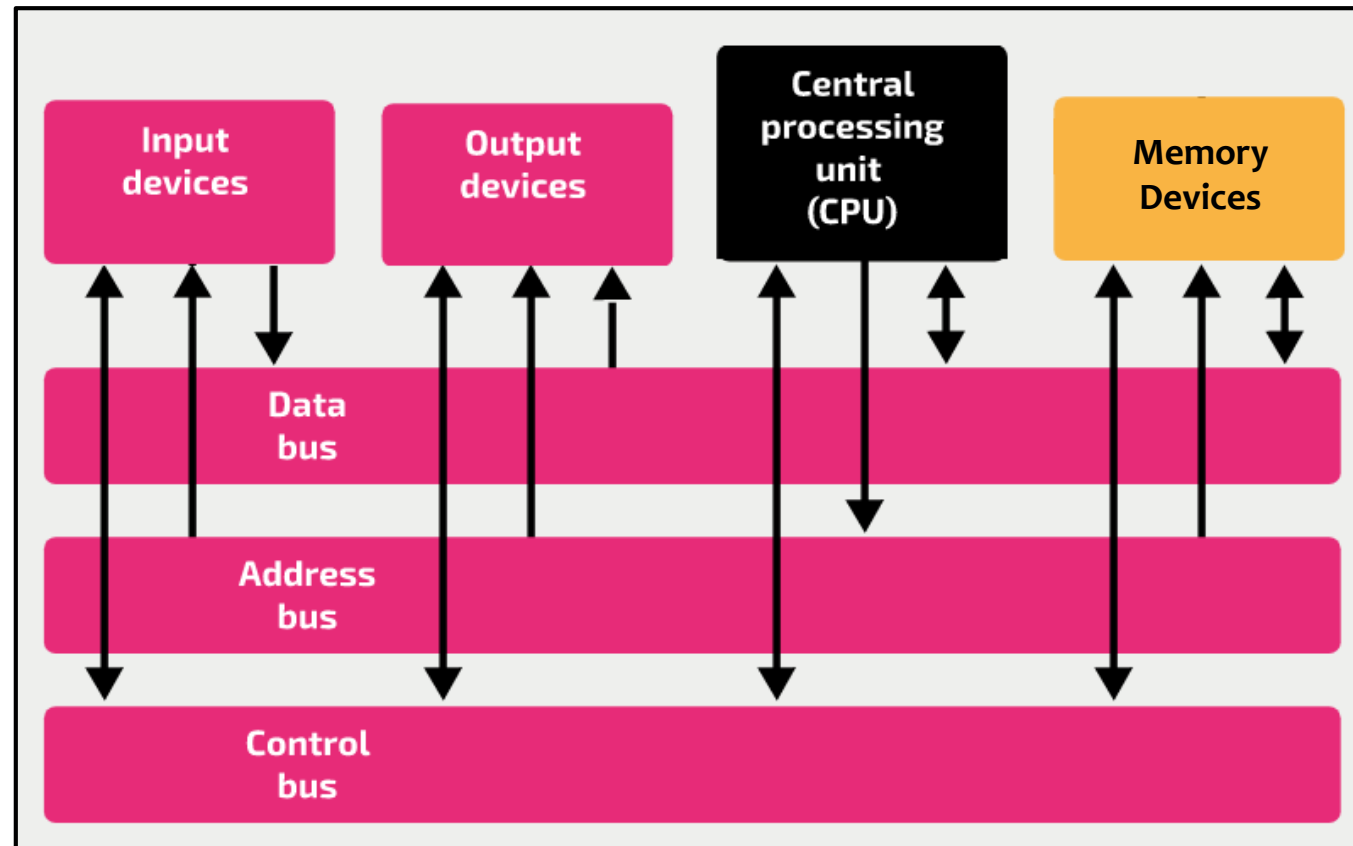 Input
devices
Output
devices
Central
processing
unit
(CPU)
Memory
Devices
Data
bus
Address
bus
Control
bus